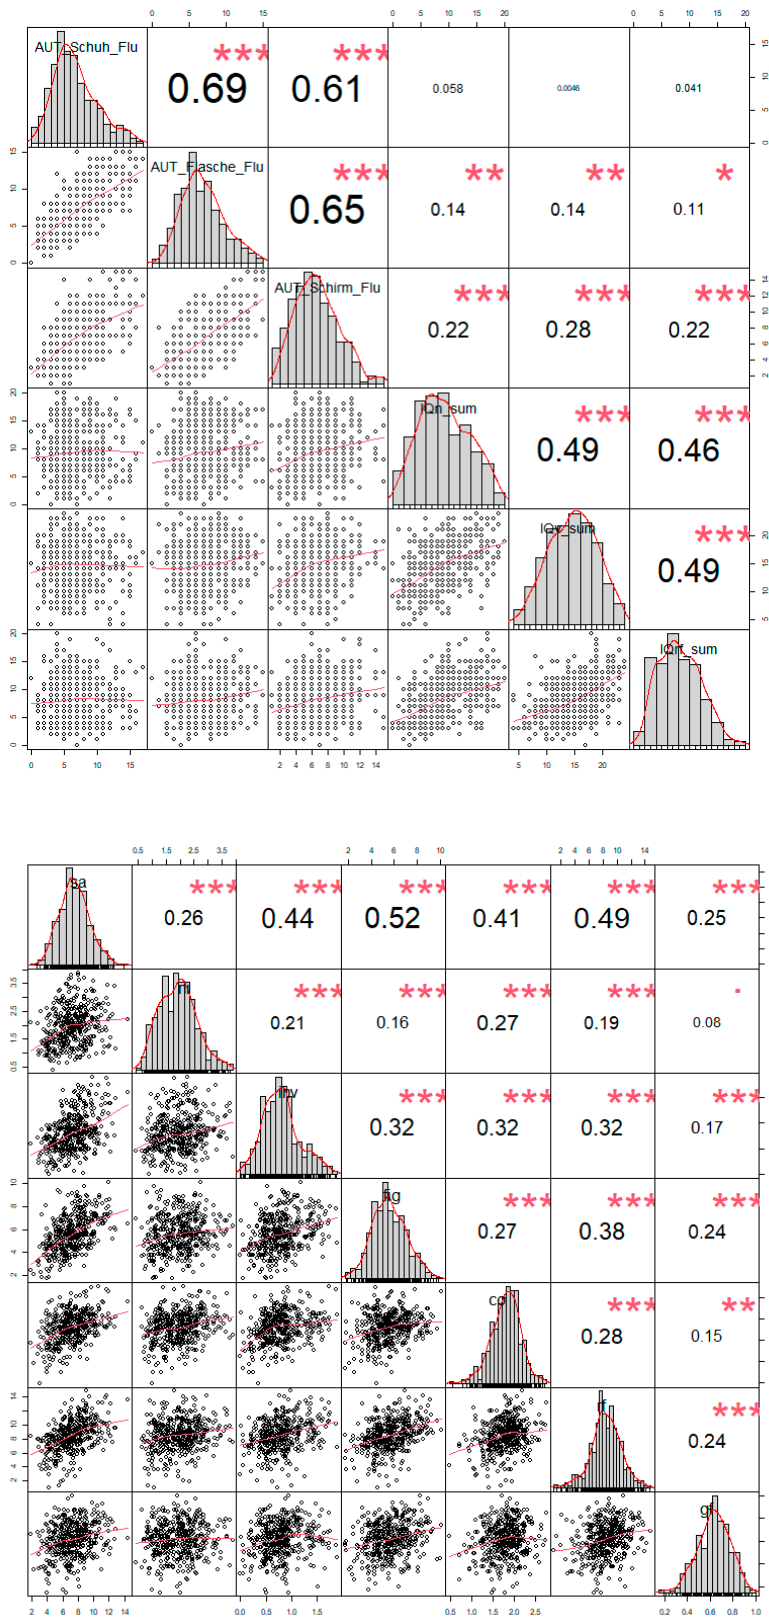 0 5 10 15 0 5 10 15 20 0 5 10 15 20
AUT_Schuh_Flu *** *** 0 5 10 15
0.69 0.61 0.058 0.0046 0.041
0 5 10 15
AUT_Flasche_Flu *** ** ** *
0.65 0.14 0.14 0.11
AUT_Schirm_Flu *** *** *** 2 4 6 8 10 12 14
0.22 0.28 0.22
0 5 10 15 20
IQn_sum *** ***
0.49 0.46
IQv_sum *** 5 10 15 20
0.49
0 5 10 15 20
0 5 10 15 2 4 6 8 10 12 14 5 10 15 20
0.5 1.5 2.5 3.5 2 4 6 8 10 2 4 6 8 10 14
sa *** *** *** *** *** ***
0.26 0.44 0.52 0.41 0.49 0.25
0.5 1.5 2.5 3.5
*** *** *** *** .
0.21 0.16 0.27 0.19 0.08
inv *** *** *** ***
0.32 0.32 0.32 0.17
2 4 6 8 10
fig *** *** ***
0.27 0.38 0.24
*** **
0.28 0.15
2 4 6 8 10 14
***
0.24
gf
2 4 6 8 10 12 14 0.0 0.5 1.0 1.5 0.5 1.0 1.5 2.0 2.5 0.2 0.4 0.6 0.8 1.0